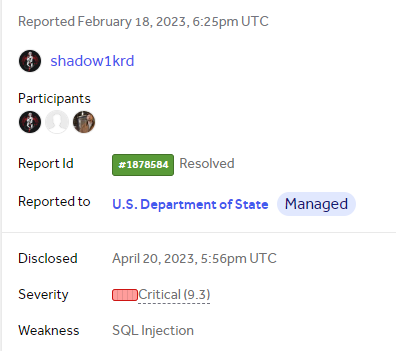 Reported February 18, 2023, 6:25pm UTC
shadow1krd
Participants
Report Id #1878584 Resolved
Reported to U.S. Department of State Managed
Disclosed April 20, 2023, 5:56pm UTC
Severity Critical (9.3)
Weakness SQL Injection